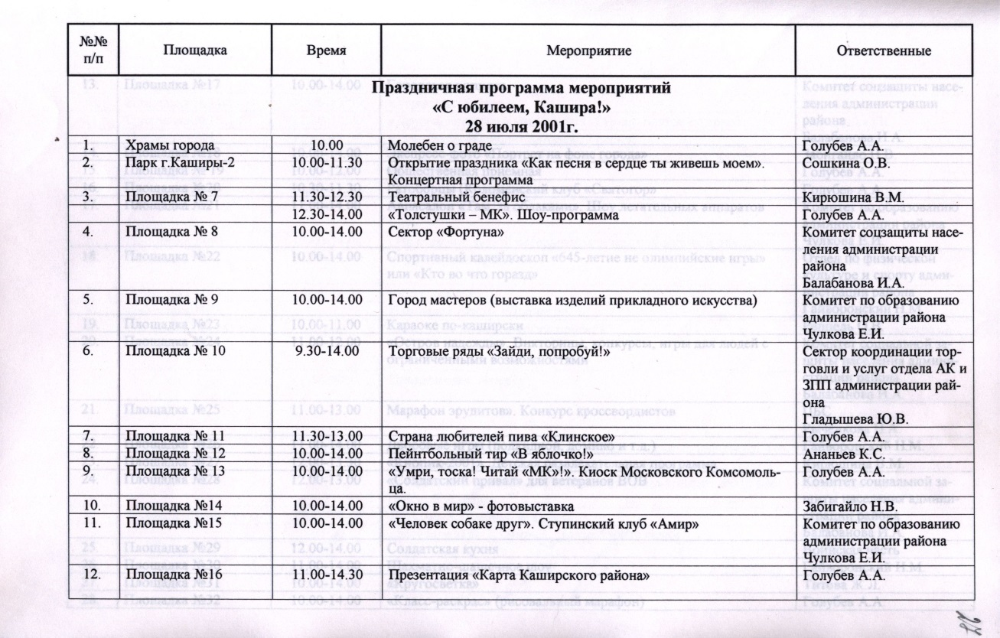 №№ п/п Площадка Время Мероприятие Ответственные
Праздничная программа мероприятий
«С юбилеем, Кашира!»
28 июля 2001г.
1. Храмы города 10.00 Молебен о граде Голубев А.А.
2. Парк г.Каширы-2 10.00-11.30 Открытие праздника «Как песня в сердце ты живешь моем». Сошкина О.В.
Концертная программа
3. Площадка № 7 11.30-12.30 Театральный бенефис Кирюшина В.М.
12.30-14.00 «Толстушки – МК». Шоу-программа Голубев А.А.
4. Площадка № 8 10.00-14.00 Сектор «Фортуна» Комитет соцзащиты насе-
ления администрации
района
Балабанова И.А.
5. Площадка № 9 10.00-14.00 Город мастеров (выставка изделий прикладного искусства) Комитет по образованию
администрации района
Чулкова Е.И.
6. Площадка № 10 9.30-14.00 Торговые ряды «Зайди, попробуй!» Сектор координации тор-
говли и услуг отдела АК и
ЗПП администрации рай-
она
Гладышева Ю.В.
7. Площадка № 11 11.30-13.00 Страна любителей пива «Клинское» Голубев А.А.
8. Площадка № 12 10.00-14.00 Пейнтбольный тир «В яблочко!» Ананьев К.С.
9. Площадка № 13 10.00-14.00 «Умри, тоска! Читай «МК»!». Киоск Московского Комсомоль- Голубев А.А.
ца.
10. Площадка №14 10.00-14.00 «Окно в мир» - фотовыставка Забигайло Н.В.
11. Площадка №15 10.00-14.00 «Человек собаке друг». Ступинский клуб «Амир» Комитет по образованию
администрации района
Чулкова Е.И.
12. Площадка №16 11.00-14.30 Презентация «Карта Каширского района» Голубев А.А.